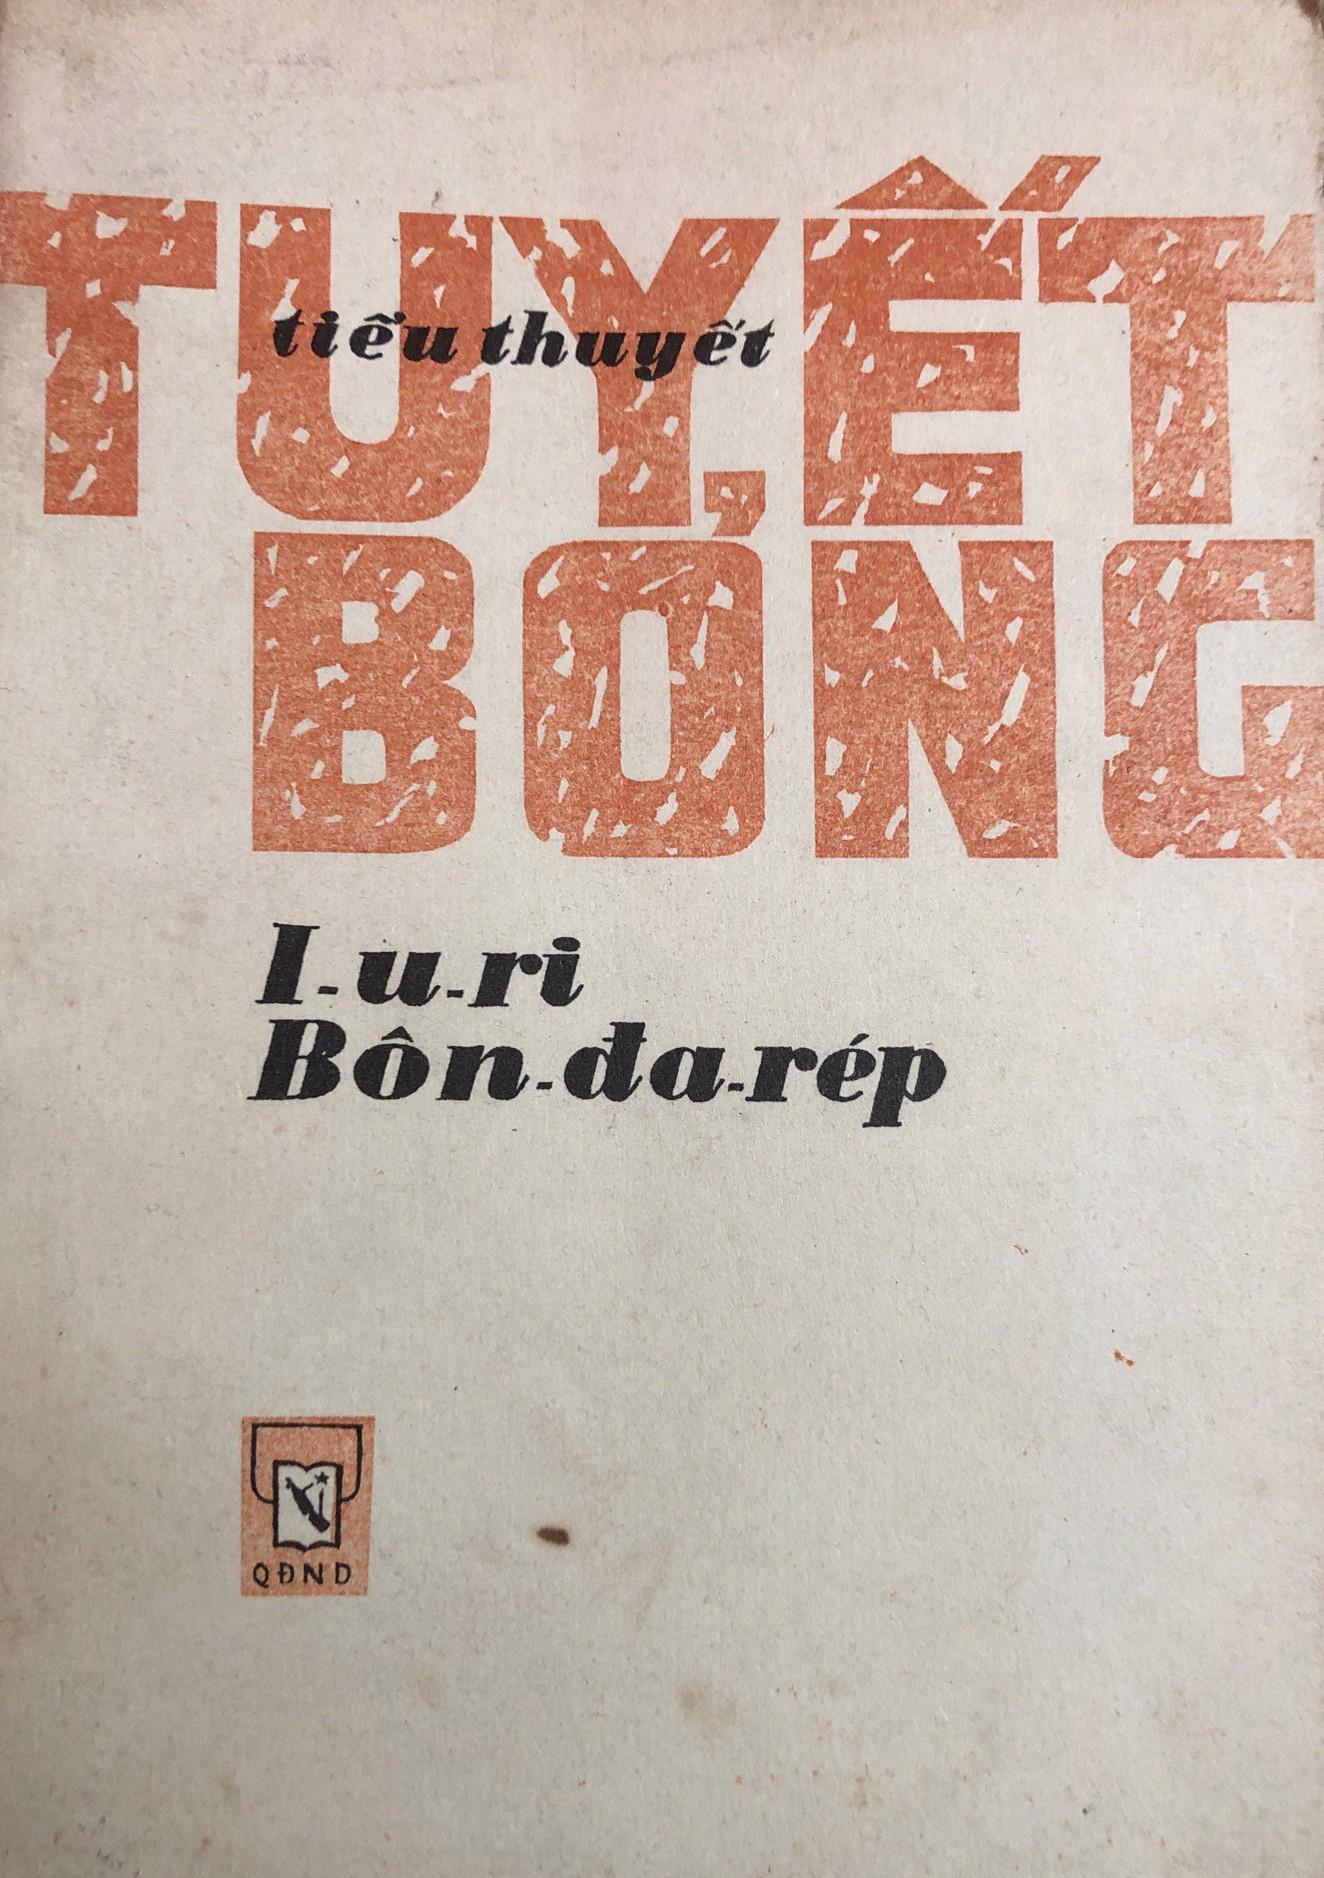 TUYẾT
tiểu thuyết
BỎNG
I-u-ri
Bôn-đa-rép
QĐND